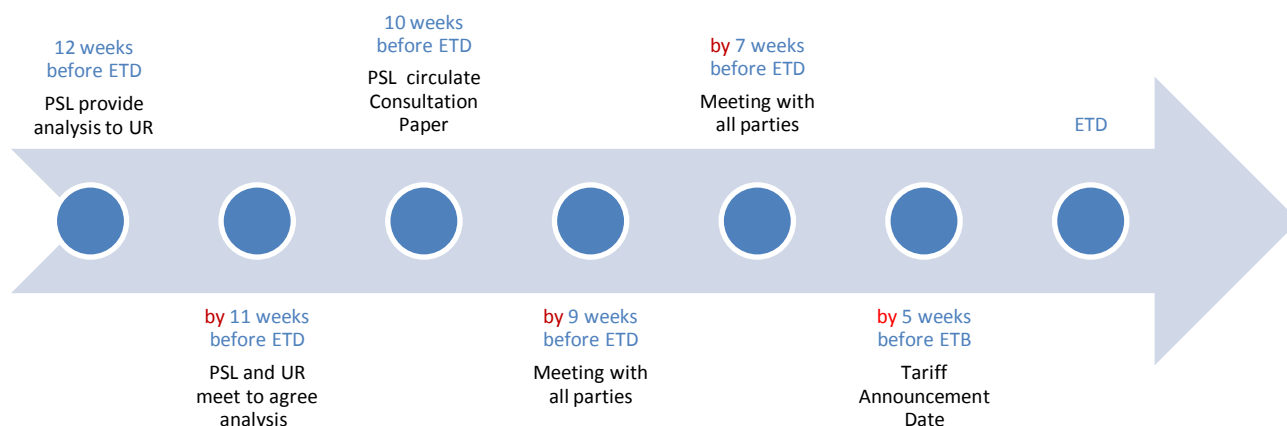 12 weeks
before ETD
PSL provide
analysis to UR
by 11 weeks
before ETD
PSL and UR
meet to agree
analysis
10 weeks
before ETD
PSL circulate
Consultation
Paper
by 9 weeks
before ETD
Meeting with
all parties
by 7 weeks
before ETD
Meeting with
all parties
by 5 weeks
before ETB
Tariff
Announcement
Date
ETD